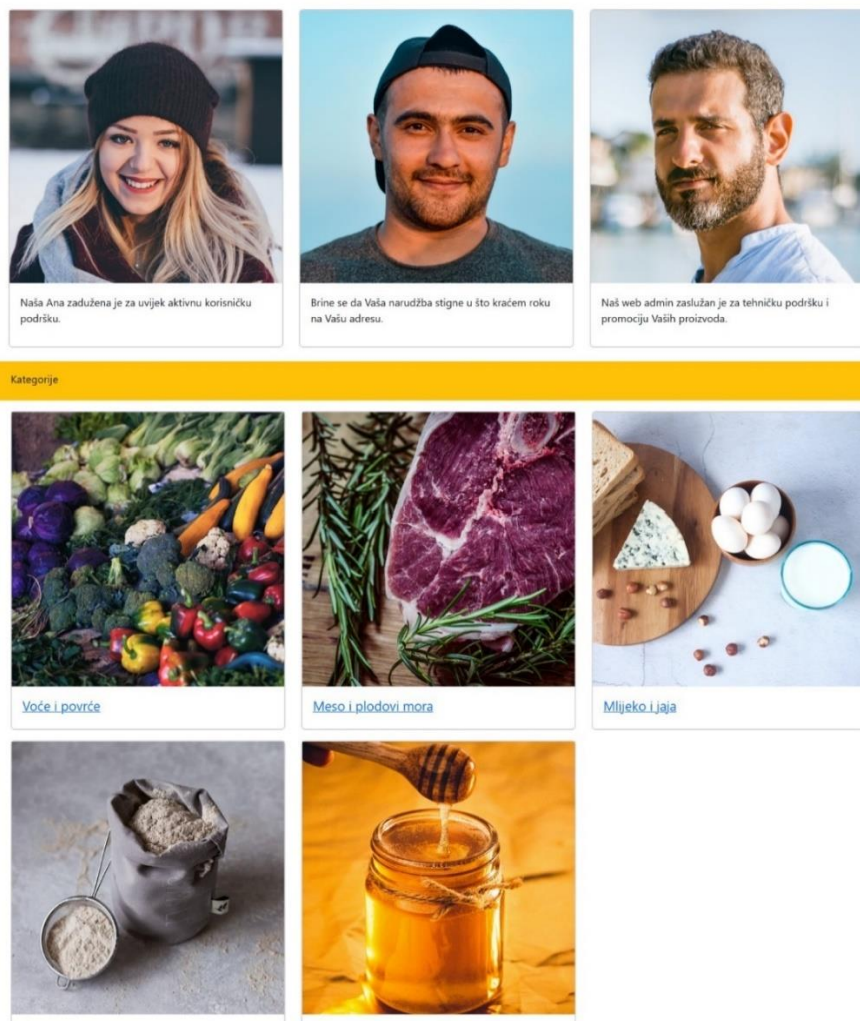 Naša Ana zadužena je za uvijek aktivnu korisničku
podršku.
Brine se da Vaša narudžba stigne u što kraćem roku
na Vašu adresu.
Naš web admin zaslužan je za tehničku podršku i
promociju Vaših proizvoda.
Kategorije
Voće i povrće
Meso i plodovi mora
Mlijeko i jaja